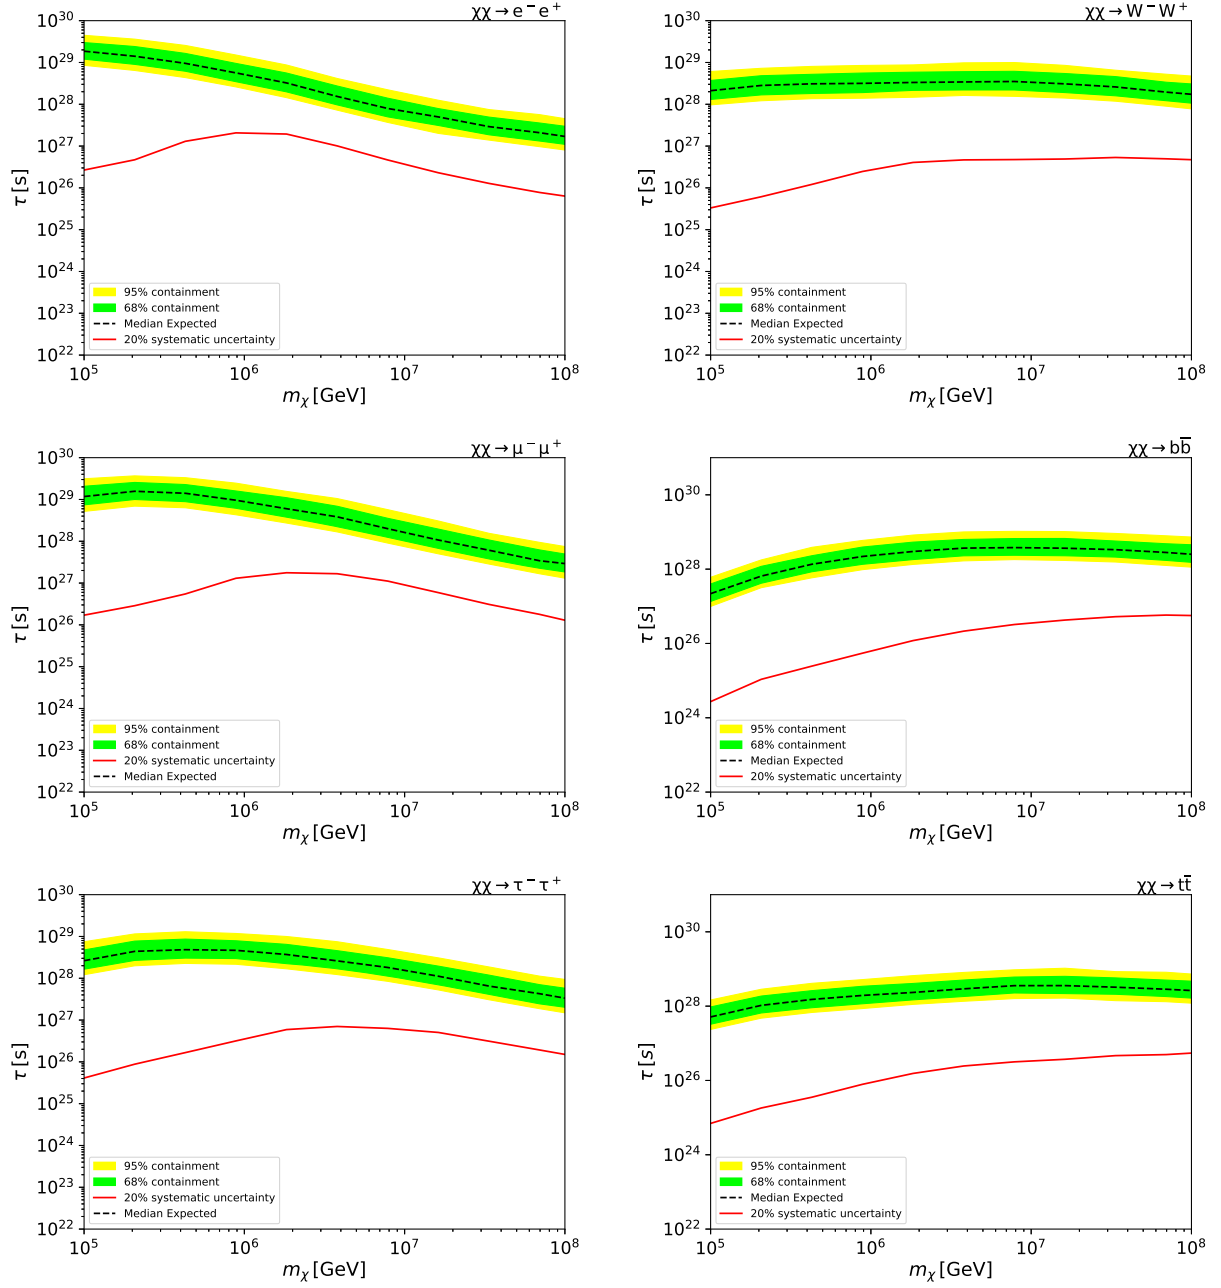 χχ→e⁻e⁺
10³⁰
10²⁹
10²⁸
10²⁷
10²⁶
10²⁵
10²⁴
10²³
10²²
τ [s]
95% containment
68% containment
Median Expected
20% systematic uncertainty
10⁵ 10⁶ 10⁷ 10⁸
mχ [GeV]
χχ→W⁻W⁺
10³⁰
10²⁹
10²⁸
10²⁷
10²⁶
10²⁵
10²⁴
10²³
10²²
τ [s]
95% containment
68% containment
Median Expected
20% systematic uncertainty
10⁵ 10⁶ 10⁷ 10⁸
mχ [GeV]
χχ→μ⁻μ⁺
10³⁰
10²⁹
10²⁸
10²⁷
10²⁶
10²⁵
10²⁴
10²³
10²²
τ [s]
95% containment
68% containment
20% systematic uncertainty
Median Expected
10⁵ 10⁶ 10⁷ 10⁸
mχ [GeV]
χχ→bb̅
10³⁰
10²⁸
10²⁶
10²⁴
10²²
τ [s]
95% containment
68% containment
Median Expected
20% systematic uncertainty
10⁵ 10⁶ 10⁷ 10⁸
mχ [GeV]
χχ→τ⁻τ⁺
10³⁰
10²⁹
10²⁸
10²⁷
10²⁶
10²⁵
10²⁴
10²³
10²²
τ [s]
95% containment
68% containment
20% systematic uncertainty
Median Expected
10⁵ 10⁶ 10⁷ 10⁸
mχ [GeV]
χχ→tt̅
10³⁰
10²⁸
10²⁶
10²⁴
10²²
τ [s]
95% containment
68% containment
Median Expected
20% systematic uncertainty
10⁵ 10⁶ 10⁷ 10⁸
mχ [GeV]